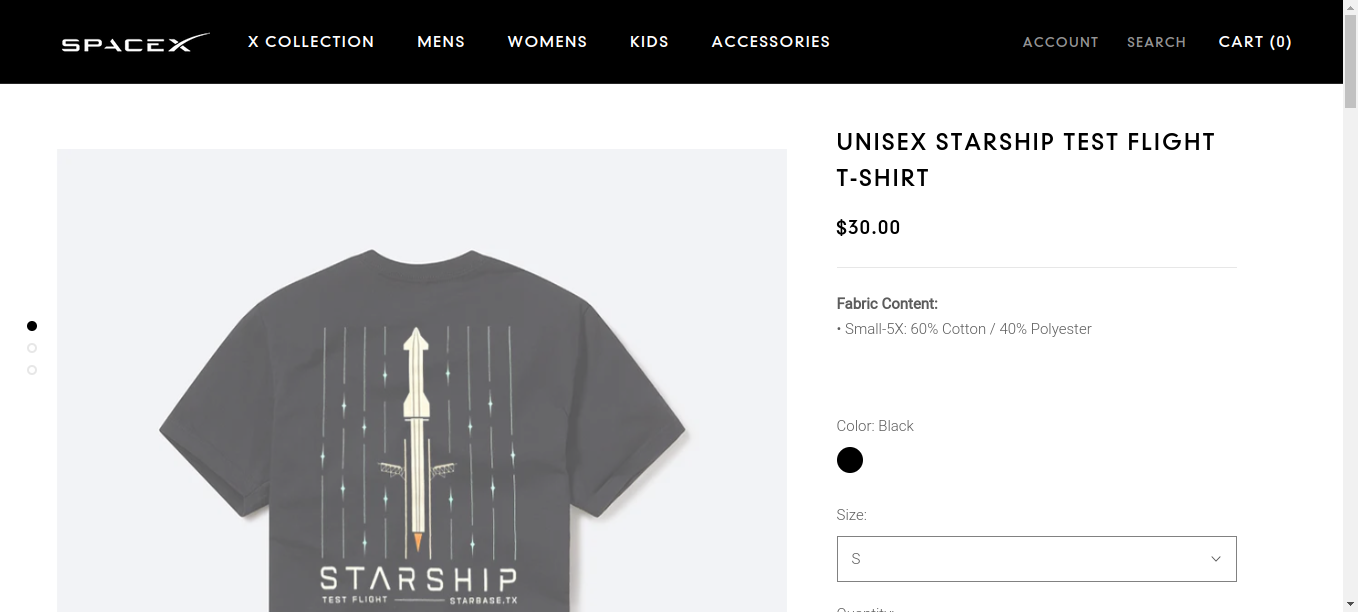 SPACEX
X COLLECTION
MENS
WOMENS
KIDS
ACCESSORIES
ACCOUNT
SEARCH
CART (0)
STARSHIP
TEST FLIGHT
STARBASE, TX
UNISEX STARSHIP TEST FLIGHT
T-SHIRT
$30.00
Fabric Content:
• Small-5X: 60% Cotton / 40% Polyester
Color: Black
Size:
S
Quantity: